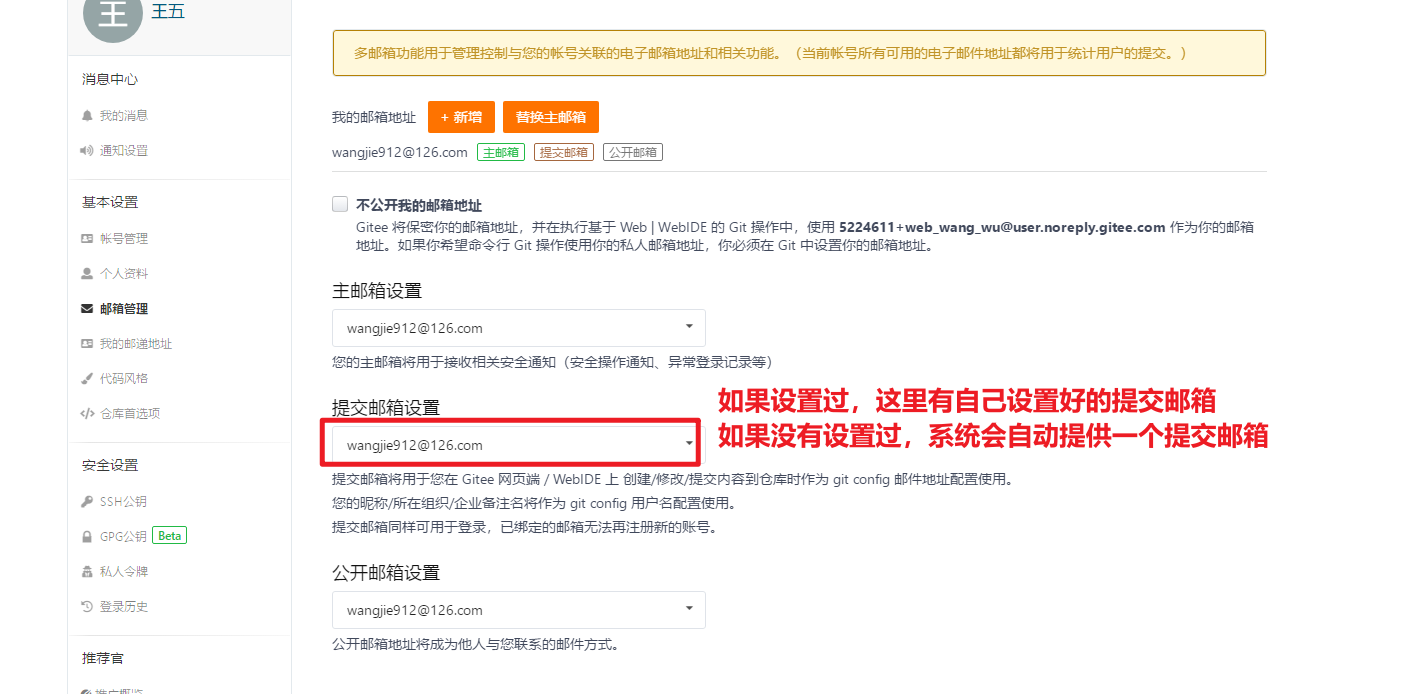 王
王五
消息中心
我的消息
通知设置
基本设置
帐号管理
个人资料
邮箱管理
我的邮递地址
代码风格
仓库首选项
安全设置
SSH公钥
GPG公钥 Beta
私人令牌
登录历史
推荐官
推广概览
多邮箱功能用于管理控制与您的帐号关联的电子邮箱地址和相关功能。（当前帐号所有可用的电子邮件地址都将用于统计用户的提交。）
我的邮箱地址 + 新增 替换主邮箱
wangjie912@126.com 主邮箱 提交邮箱 公开邮箱
不公开我的邮箱地址
Gitee 将保密你的邮箱地址，并在执行基于 Web | WebIDE 的 Git 操作中，使用 5224611+web_wang_wu@user.noreply.gitee.com 作为你的邮箱
地址。如果你希望命令行 Git 操作使用你的私人邮箱地址，你必须在 Git 中设置你的邮箱地址。
主邮箱设置
wangjie912@126.com
您的主邮箱将用于接收相关安全通知（安全操作通知、异常登录记录等）
提交邮箱设置
如果设置过，这里有自己设置好的提交邮箱
如果没有设置过，系统会自动提供一个提交邮箱
wangjie912@126.com
提交邮箱将用于您在 Gitee 网页端 / WebIDE 上 创建/修改/提交内容到仓库时作为 git config 邮件地址配置使用。
您的昵称/所在组织/企业备注名将作为 git config 用户名配置使用。
提交邮箱同样可用于登录，已绑定的邮箱无法再注册新的账号。
公开邮箱设置
wangjie912@126.com
公开邮箱地址将成为他人与您联系的邮件方式。